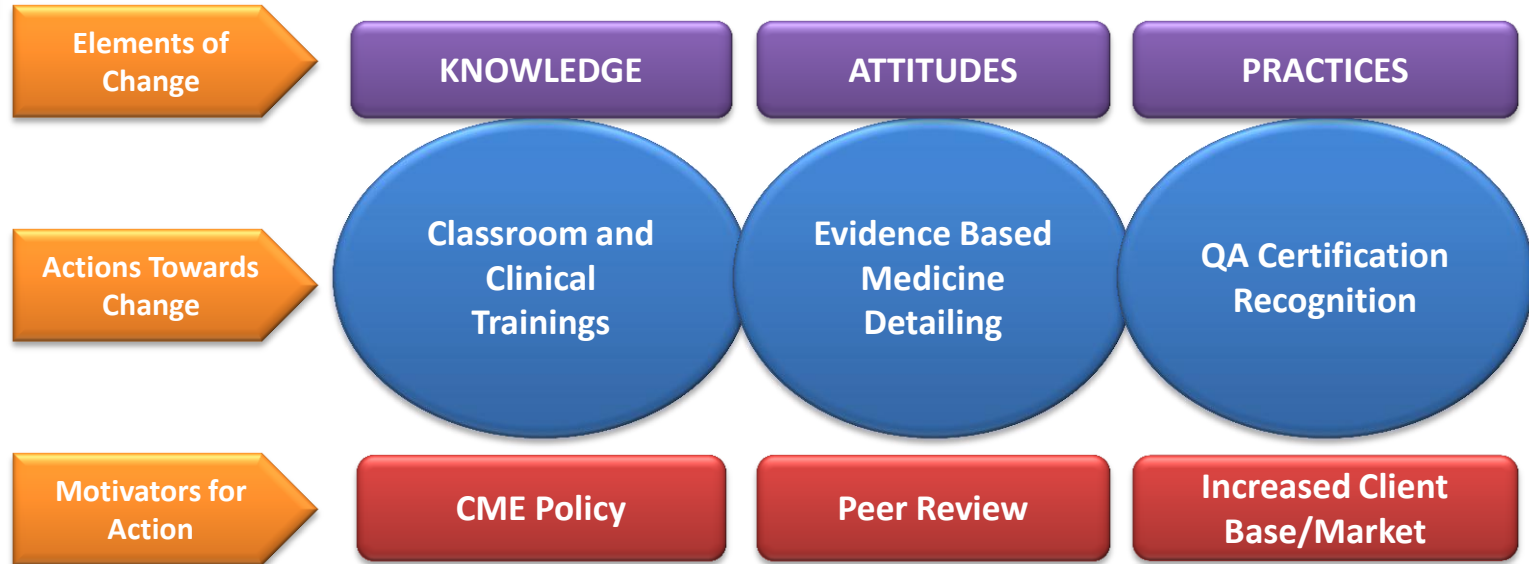 Elements of
Change
KNOWLEDGE
ATTITUDES
PRACTICES
Actions Towards
Change
Classroom and
Clinical
Trainings
Evidence Based
Medicine
Detailing
QA Certification
Recognition
Motivators for
Action
CME Policy
Peer Review
Increased Client
Base/Market